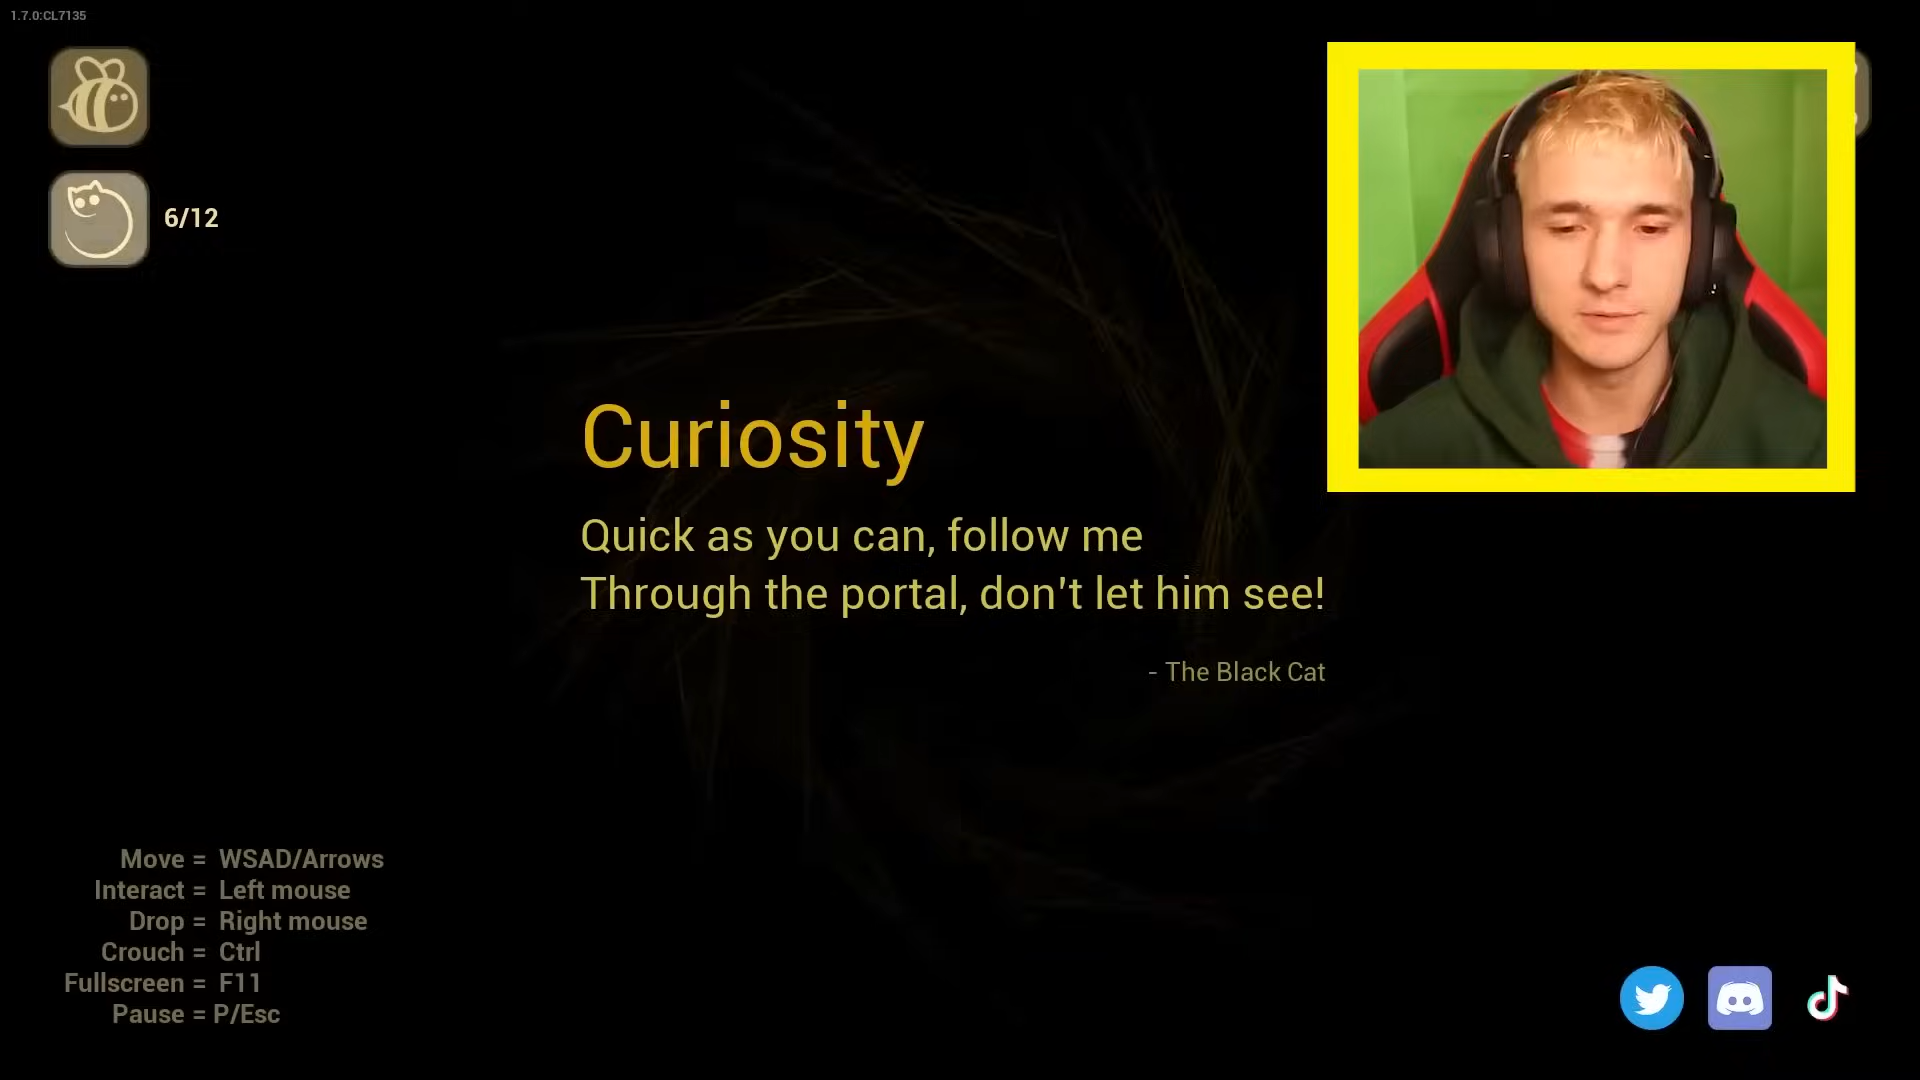 1.7.0:CL7135
6/12
Curiosity
Quick as you can, follow me
Through the portal, don't let him see!
- The Black Cat
Move = WSAD/Arrows
Interact = Left mouse
Drop = Right mouse
Crouch = Ctrl
Fullscreen = F11
Pause = P/Esc